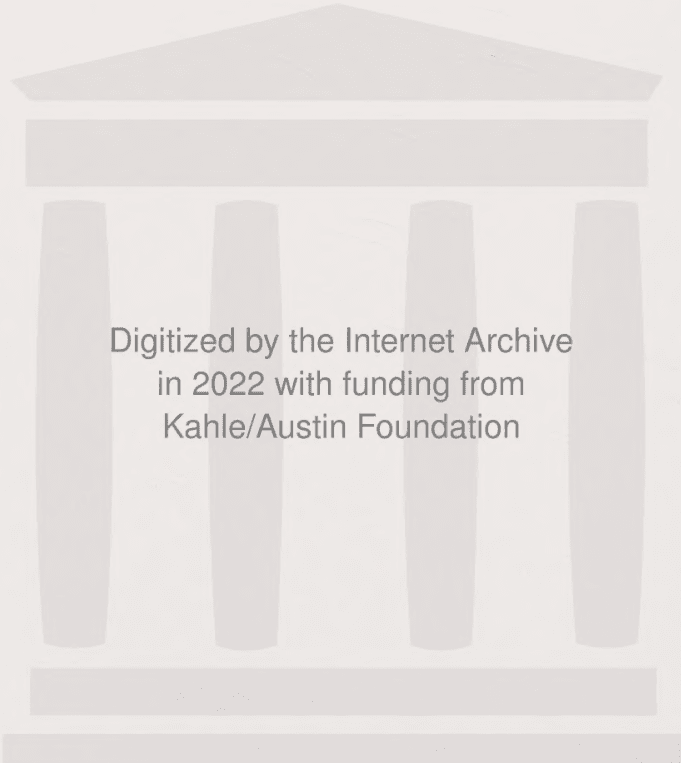 Digitized by the Internet Archive
in 2022 with funding from
Kahle/Austin Foundation